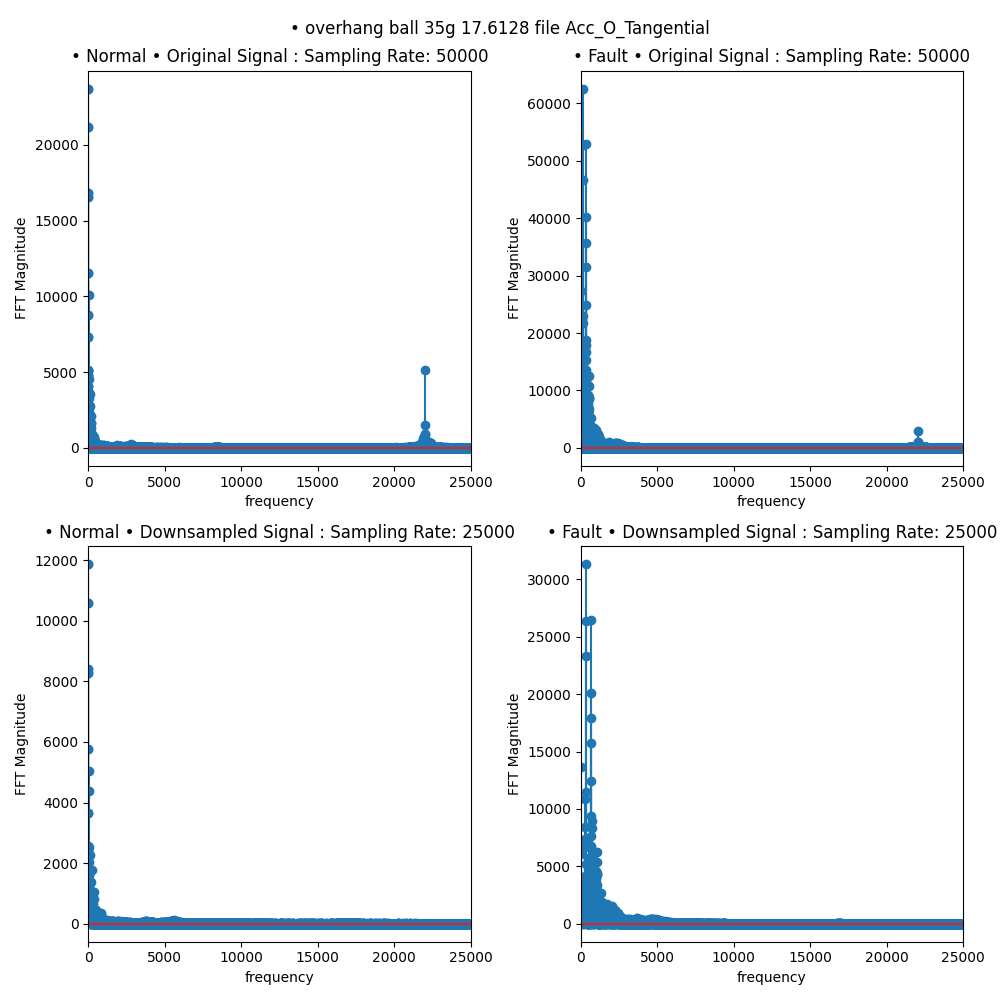 • overhang ball 35g 17.6128 file Acc_O_Tangential
• Normal • Original Signal : Sampling Rate: 50000
• Fault • Original Signal : Sampling Rate: 50000
FFT Magnitude
20000
15000
10000
5000
0
0 5000 10000 15000 20000 25000
frequency
FFT Magnitude
60000
50000
40000
30000
20000
10000
0
0 5000 10000 15000 20000 25000
frequency
• Normal • Downsampled Signal : Sampling Rate: 25000
• Fault • Downsampled Signal : Sampling Rate: 25000
FFT Magnitude
12000
10000
8000
6000
4000
2000
0
0 5000 10000 15000 20000 25000
frequency
FFT Magnitude
30000
25000
20000
15000
10000
5000
0
0 5000 10000 15000 20000 25000
frequency